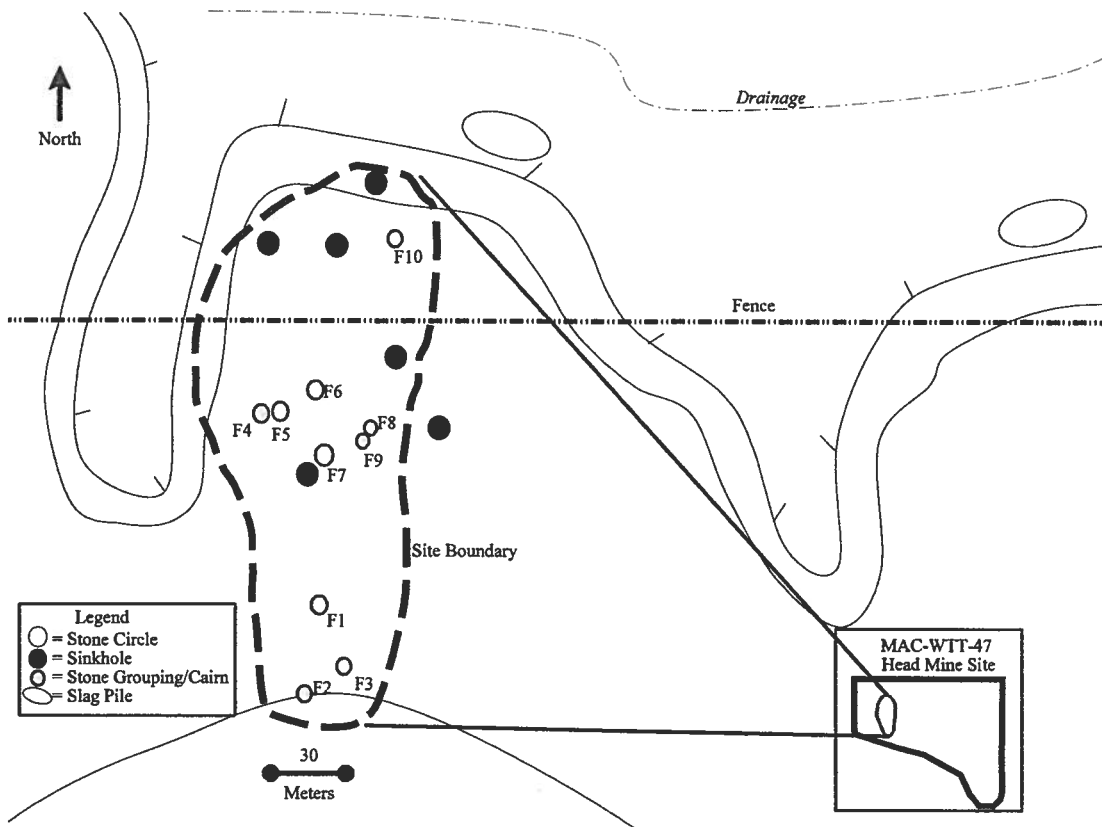 North
Drainage
F10
Fence
F6
F4
F5
F8
F9
F7
Site Boundary
F1
F3
F2
Legend
= Stone Circle
= Sinkhole
= Stone Grouping/Cairn
= Slag Pile
MAC-WTT-47
Head Mine Site
30
Meters